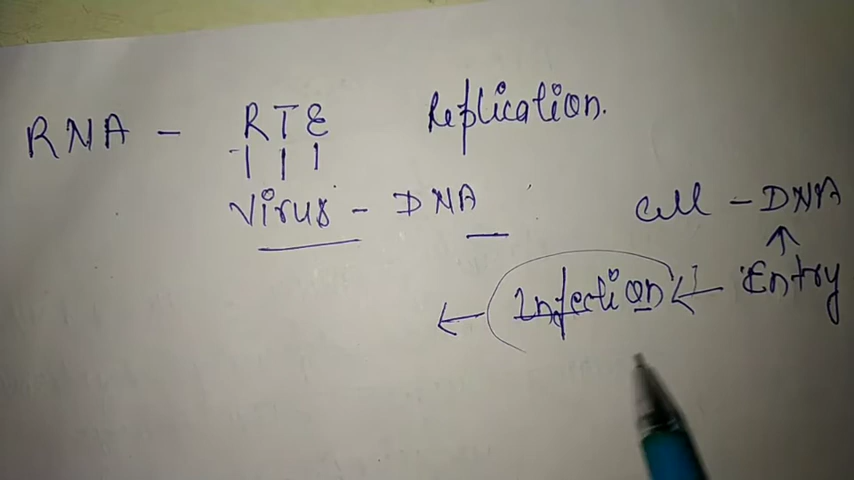 RNA - RTE Replication.
Virus - DNA
Cell - DNA
↑
← Infection ← Entry